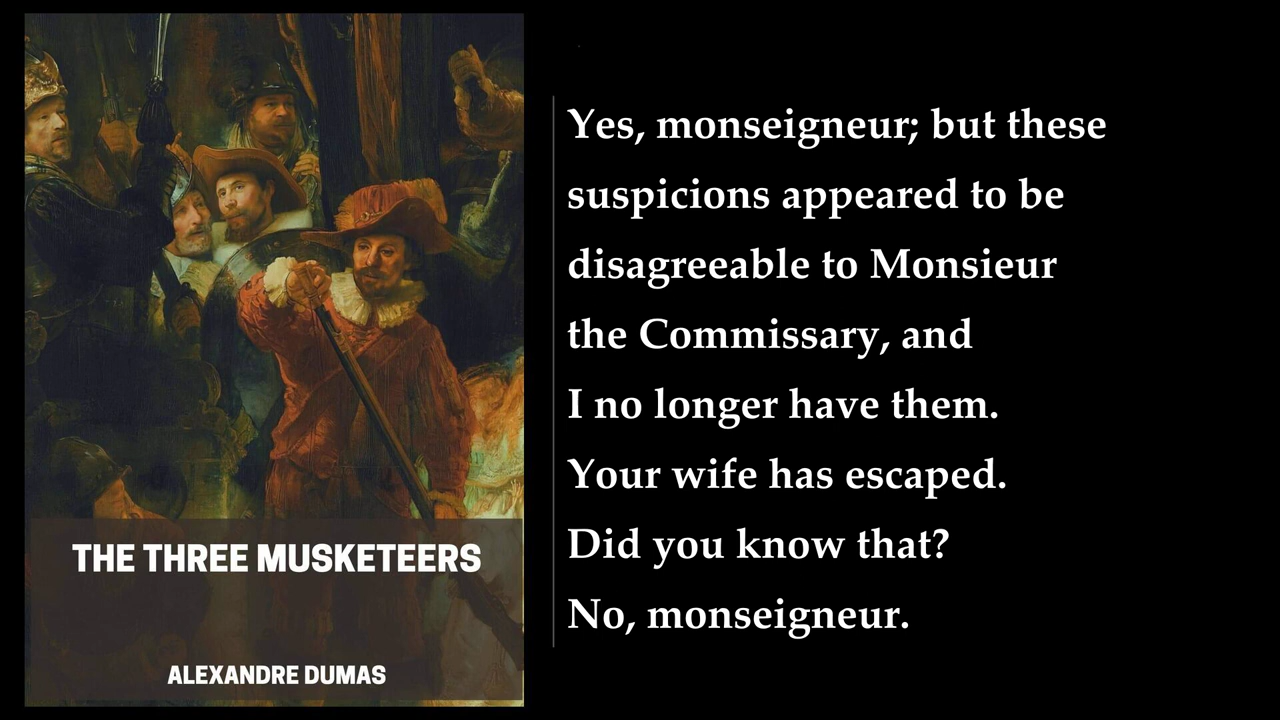 THE THREE MUSKETEERS
ALEXANDRE DUMAS
Yes, monseigneur; but these
suspicions appeared to be
disagreeable to Monsieur
the Commissary, and
I no longer have them.
Your wife has escaped.
Did you know that?
No, monseigneur.